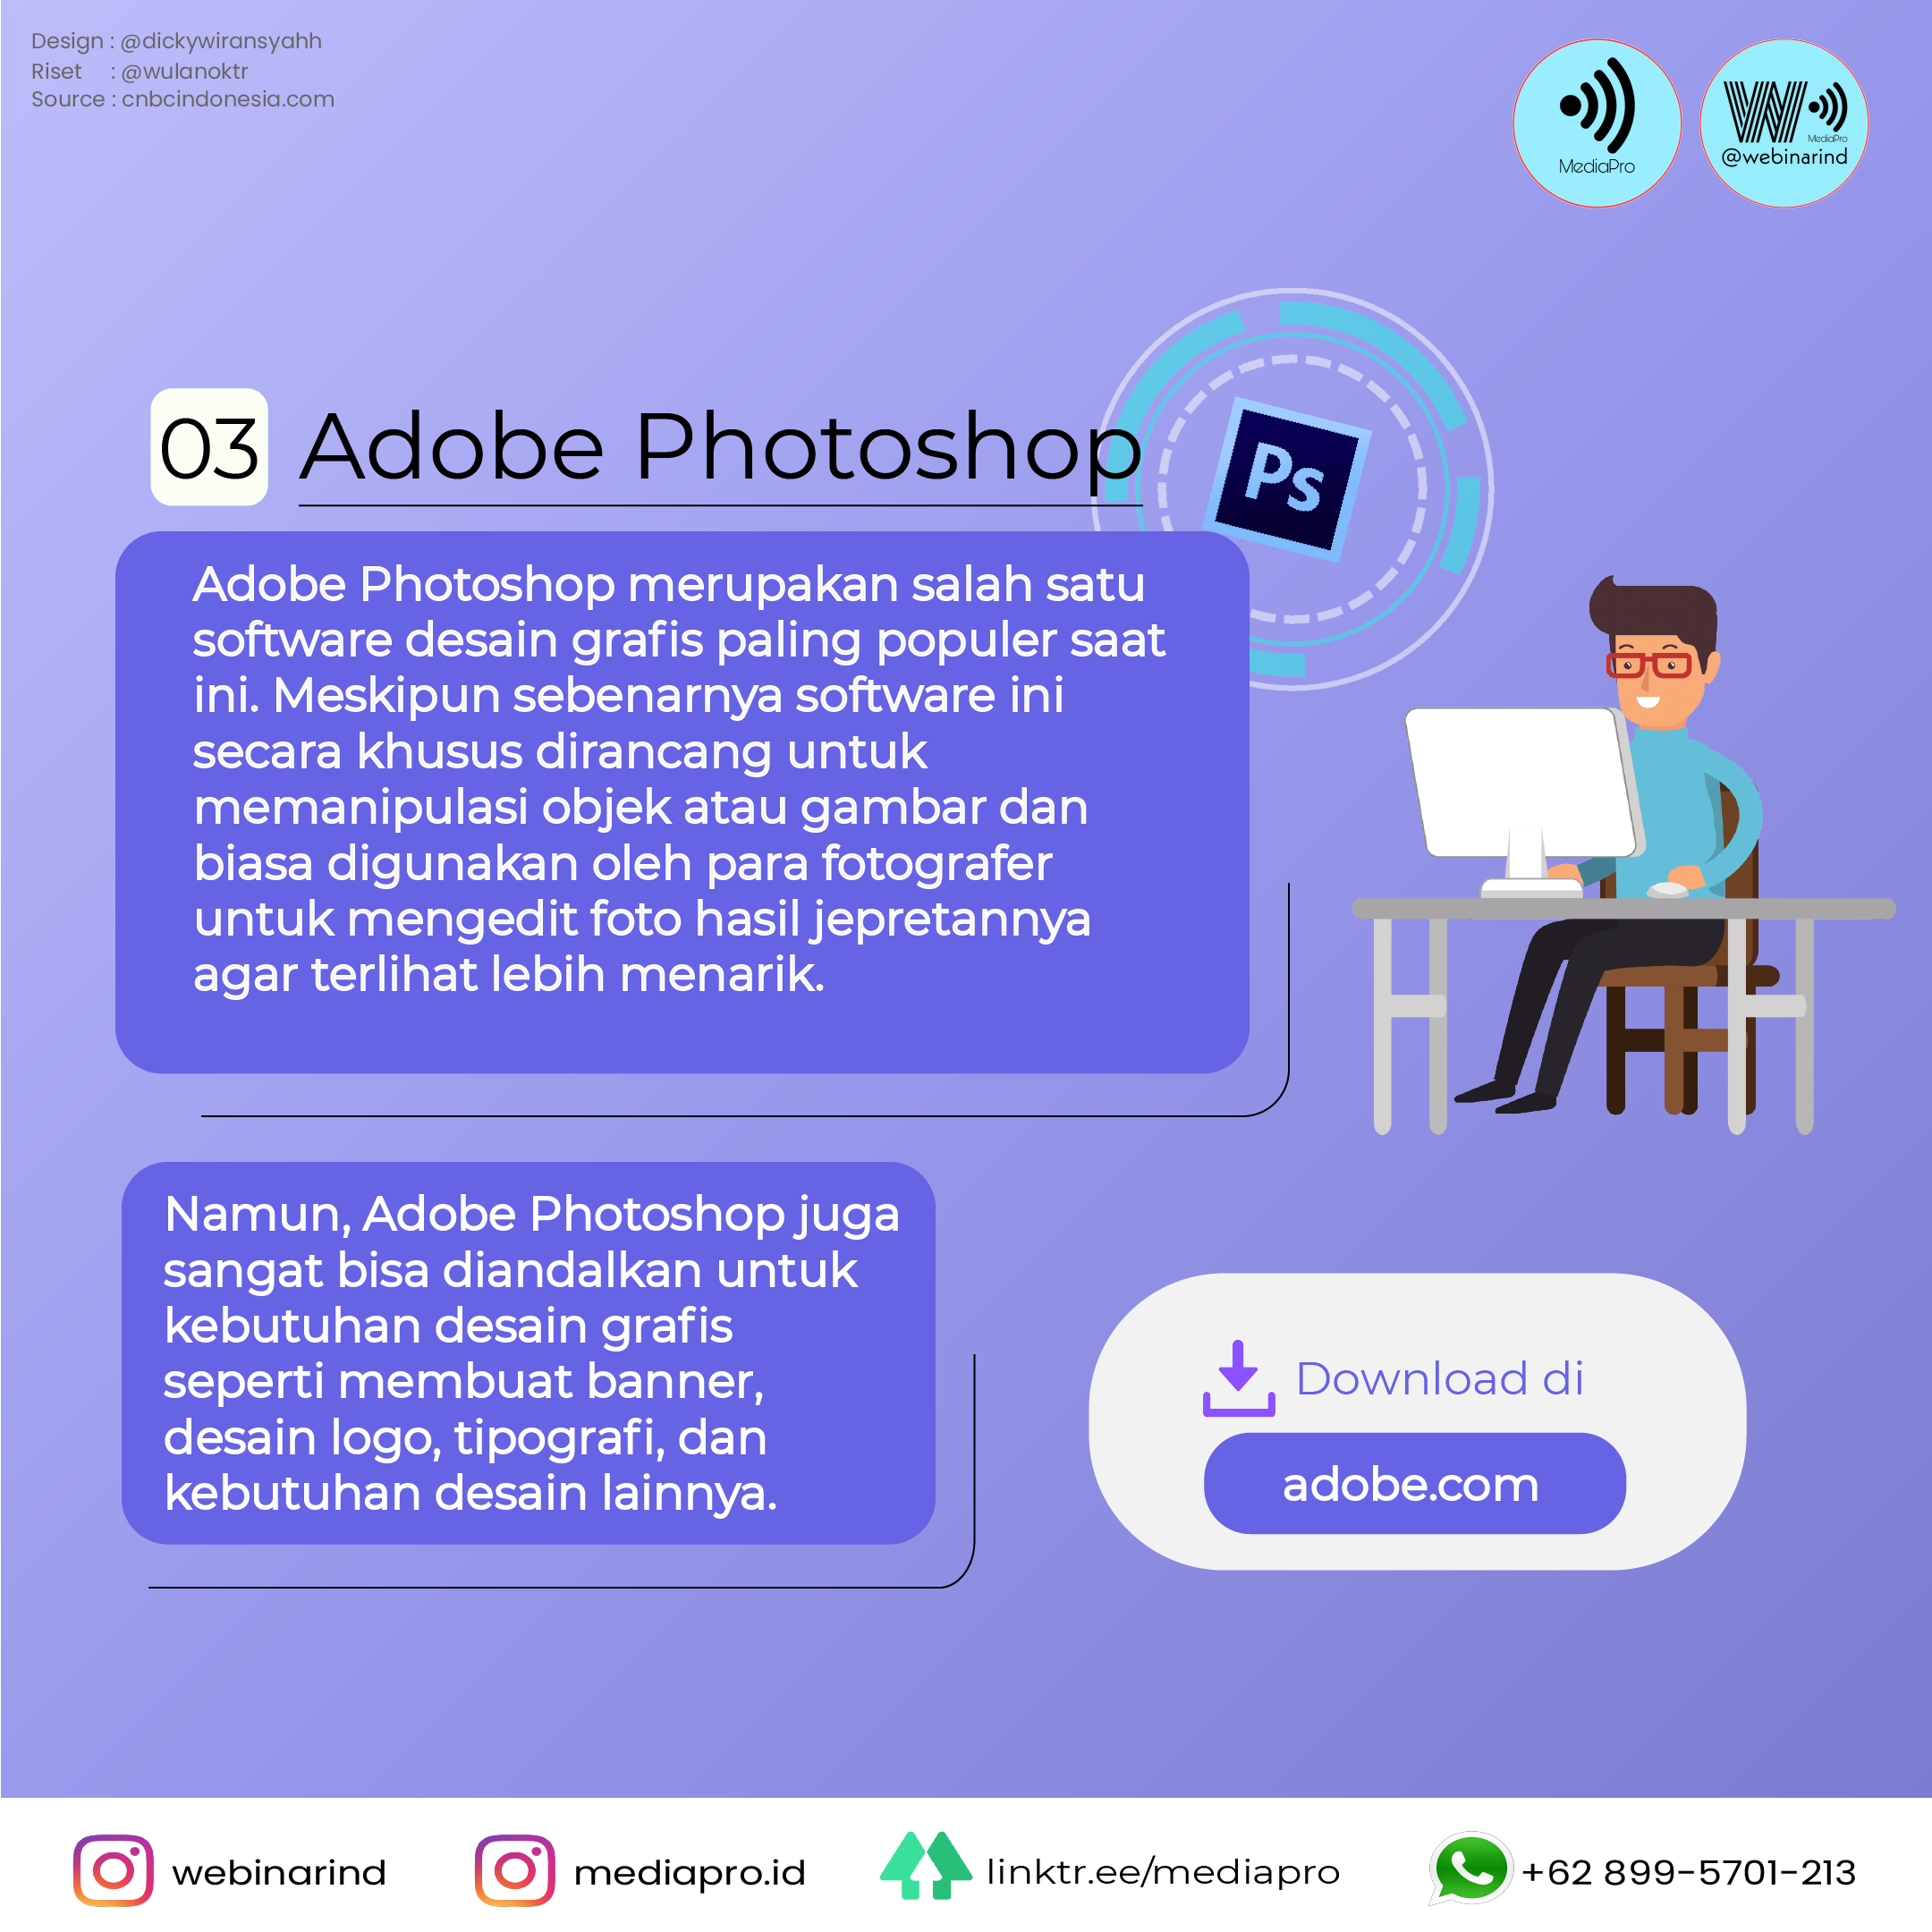 Design : @dickywiransyahh
Riset : @wulanoktr
Source : cnbcindonesia.com
MediaPro
W MediaPro
@webinarind
03 Adobe Photoshop
Ps
Adobe Photoshop merupakan salah satu
software desain grafis paling populer saat
ini. Meskipun sebenarnya software ini
secara khusus dirancang untuk
memanipulasi objek atau gambar dan
biasa digunakan oleh para fotografer
untuk mengedit foto hasil jepretannya
agar terlihat lebih menarik.
Namun, Adobe Photoshop juga
sangat bisa diandalkan untuk
kebutuhan desain grafis
seperti membuat banner,
desain logo, tipografi, dan
kebutuhan desain lainnya.
Download di
adobe.com
webinarind
mediapro.id
linktr.ee/mediapro
+62 899-5701-213